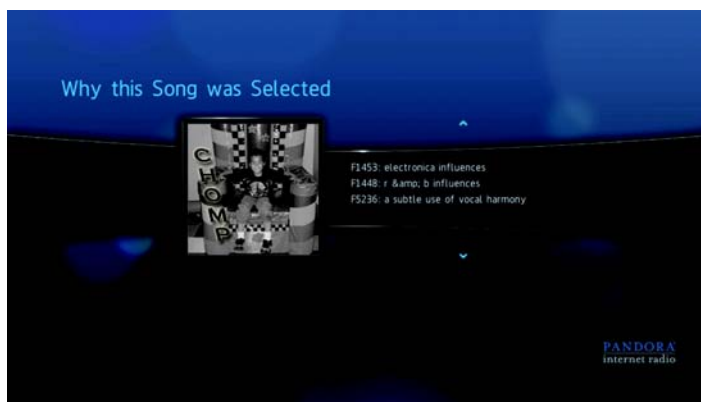 Why this Song was Selected
CHOMP
F1453: electronica influences
F1448: r &amp; b influences
F5236: a subtle use of vocal harmony
PANDORA
internet radio